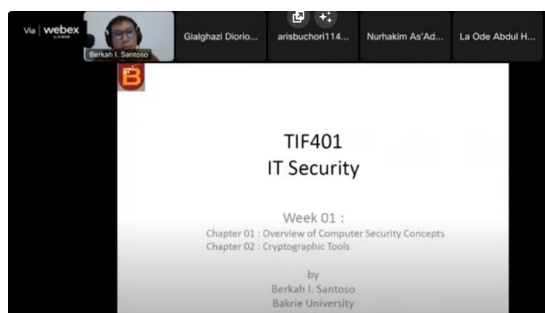 Via webex
Berkah I. Santoso
Gialghazi Diorio...
arisbuchori114...
Nurhakim As'Ad...
La Ode Abdul H...
B
TIF401
IT Security
Week 01 :
Chapter 01 : Overview of Computer Security Concepts
Chapter 02 : Cryptographic Tools
by
Berkah I. Santoso
Bakrie University